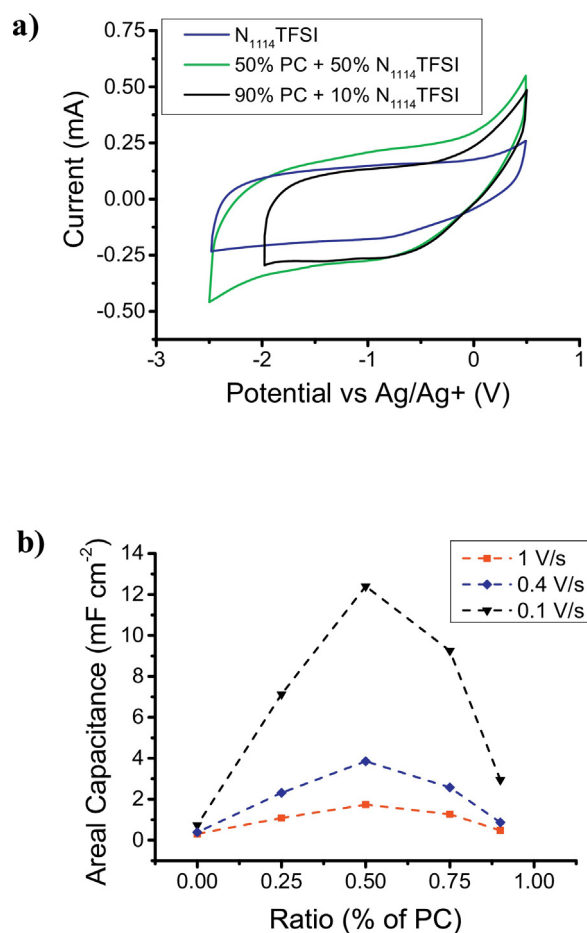 a)
0.75
0.50
0.25
0.00
-0.25
-0.50
Current (mA)
N₁₁₁₄TFSI
50% PC + 50% N₁₁₁₄TFSI
90% PC + 10% N₁₁₁₄TFSI
-3 -2 -1 0 1
Potential vs Ag/Ag+ (V)
b)
14
12
10
8
6
4
2
0
Areal Capacitance (mF cm⁻²)
1 V/s
0.4 V/s
0.1 V/s
0.00 0.25 0.50 0.75 1.00
Ratio (% of PC)